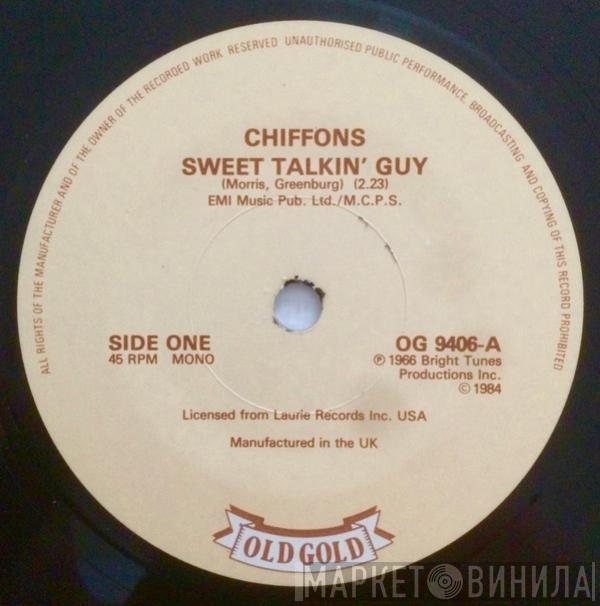 ALL RIGHTS OF THE MANUFACTURER AND OF THE OWNER OF THE RECORDED WORK RESERVED UNAUTHORISED PUBLIC PERFORMANCE, BROADCASTING AND COPYING OF THIS RECORD PROHIBITED
CHIFFONS
SWEET TALKIN' GUY
(Morris, Greenburg) (2.23)
EMI Music Pub. Ltd./M.C.P.S.
SIDE ONE
45 RPM MONO
OG 9406-A
℗ 1966 Bright Tunes
Productions Inc.
© 1984
Licensed from Laurie Records Inc. USA
Manufactured in the UK
OLD GOLD
МАРКЕТ ВИНИЛА